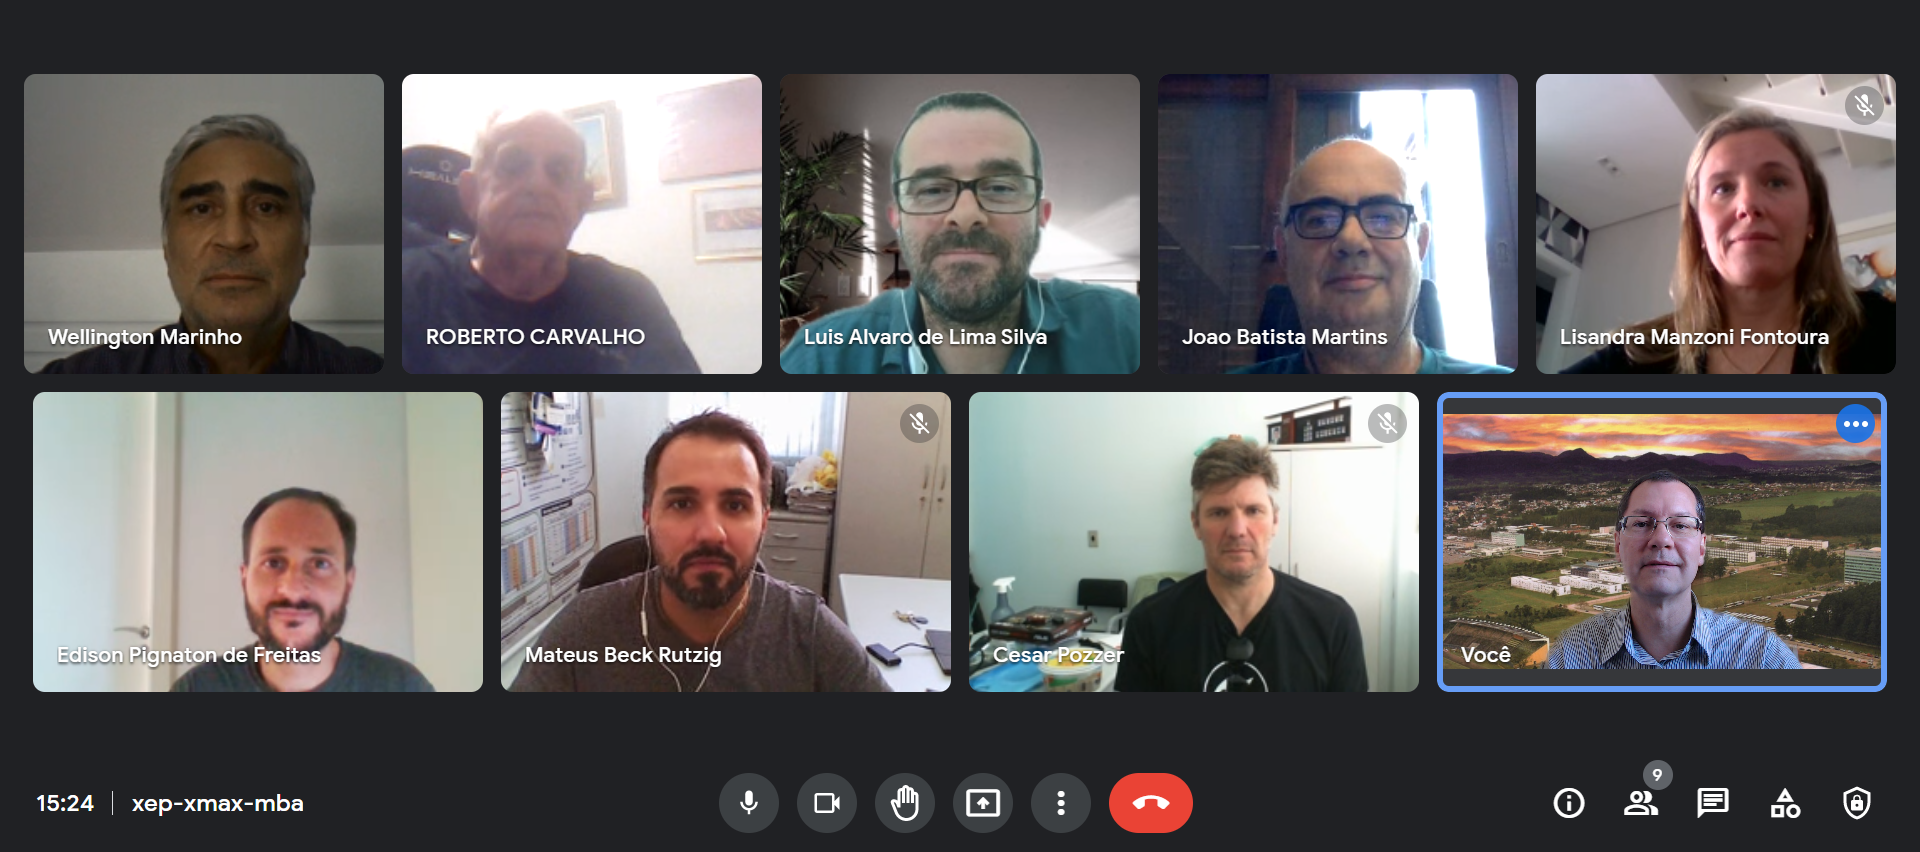 Wellington Marinho
ROBERTO CARVALHO
Luis Alvaro de Lima Silva
Joao Batista Martins
Lisandra Manzoni Fontoura
Edison Pignaton de Freitas
Mateus Beck Rutzig
Cesar Pozzer
Você
15:24
xep-xmax-mba
9